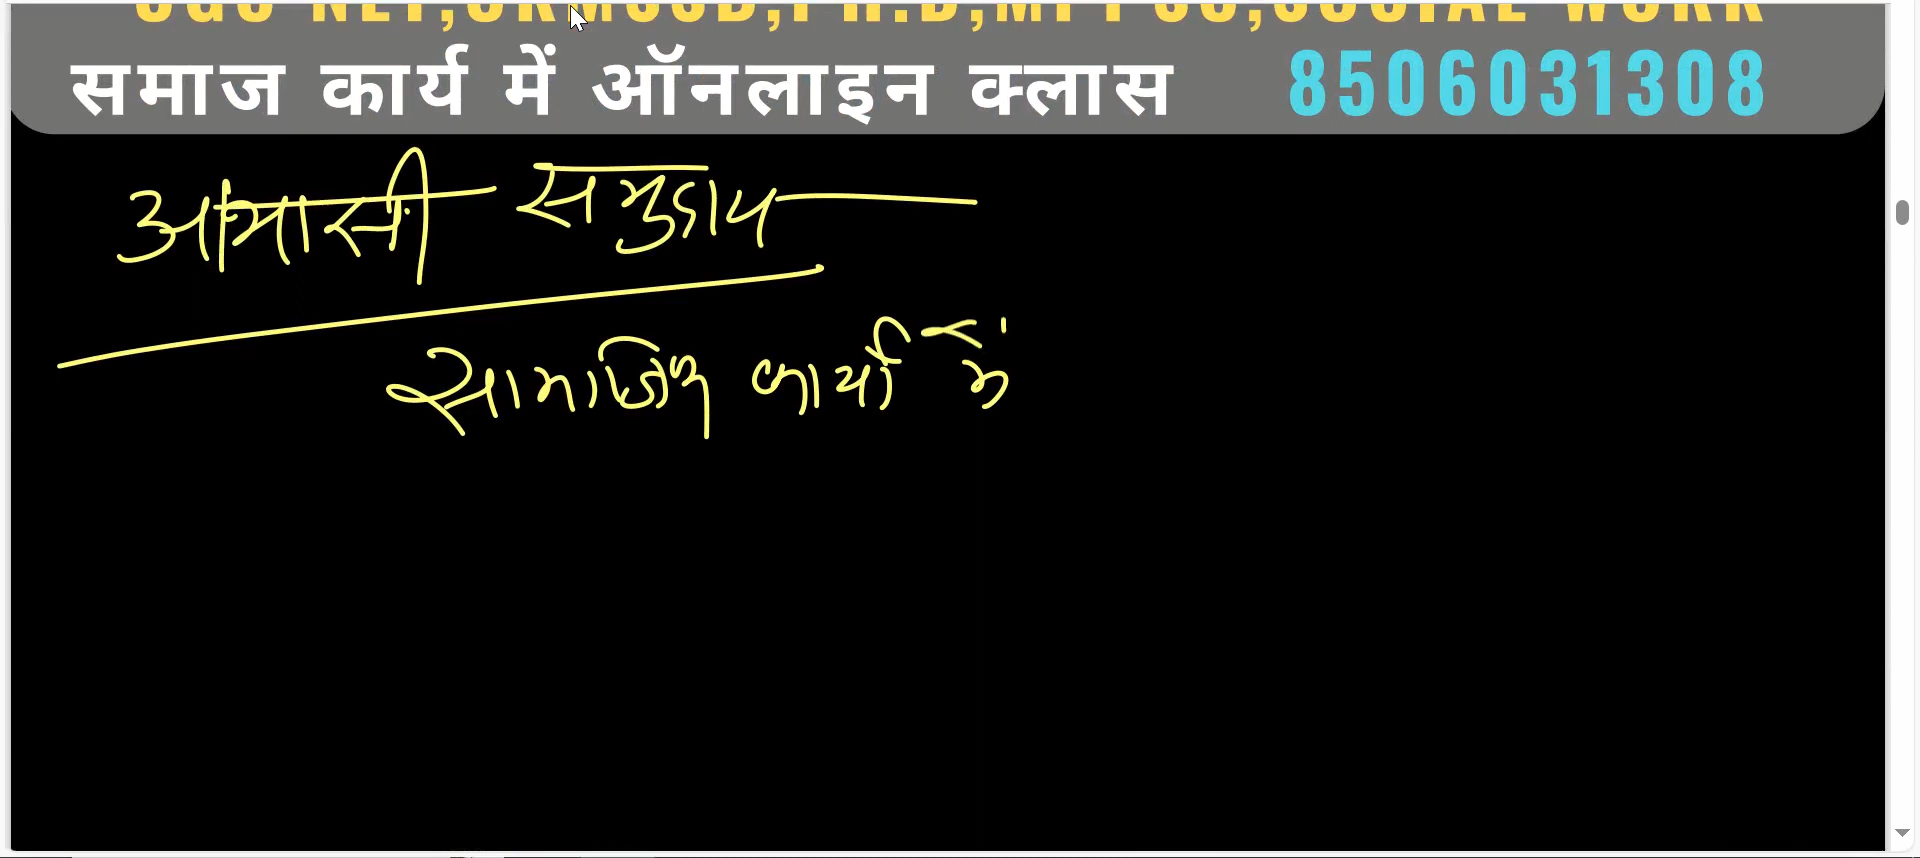 समाज कार्य में ऑनलाइन क्लास 8506031308
आभासी समुदाय
सामाजिक कार्यो में